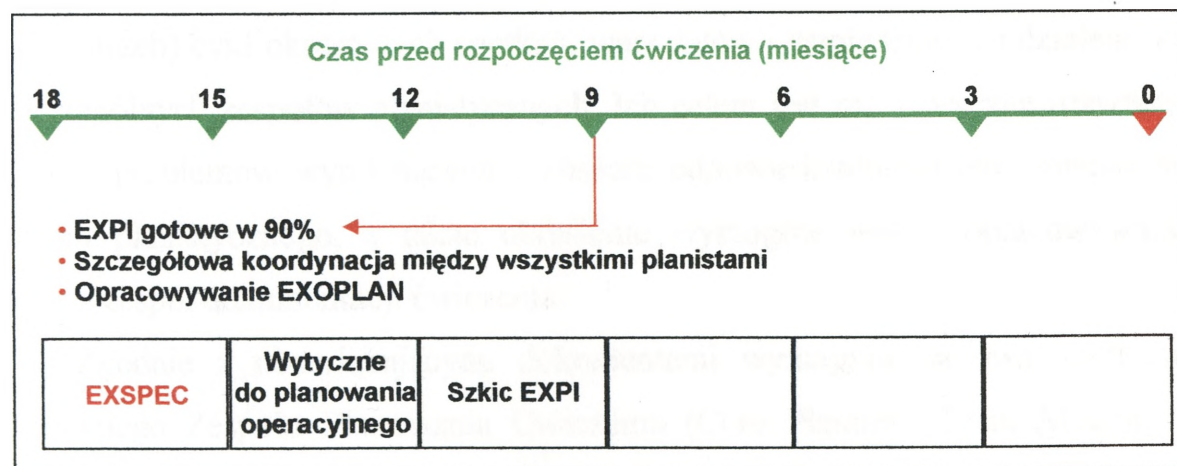 Czas przed rozpoczęciem ćwiczenia (miesiące)
18 15 12 9 6 3 0
• EXPI gotowe w 90%
• Szczegółowa koordynacja między wszystkimi planistami
• Opracowywanie EXOPLAN
EXSPEC
Wytyczne
do planowania
operacyjnego
Szkic EXPI